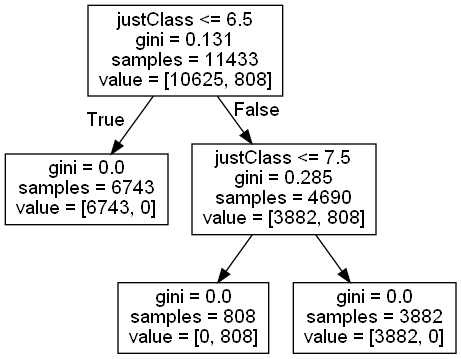 justClass <= 6.5
gini = 0.131
samples = 11433
value = [10625, 808]
True
False
gini = 0.0
samples = 6743
value = [6743, 0]
justClass <= 7.5
gini = 0.285
samples = 4690
value = [3882, 808]
gini = 0.0
samples = 808
value = [0, 808]
gini = 0.0
samples = 3882
value = [3882, 0]